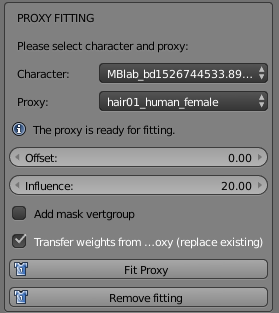 PROXY FITTING
Please select character and proxy:
Character: MBlab_bd1526744533.89...
Proxy: hair01_human_female
The proxy is ready for fitting.
Offset: 0.00
Influence: 20.00
Add mask vertgroup
Transfer weights from ...oxy (replace existing)
Fit Proxy
Remove fitting